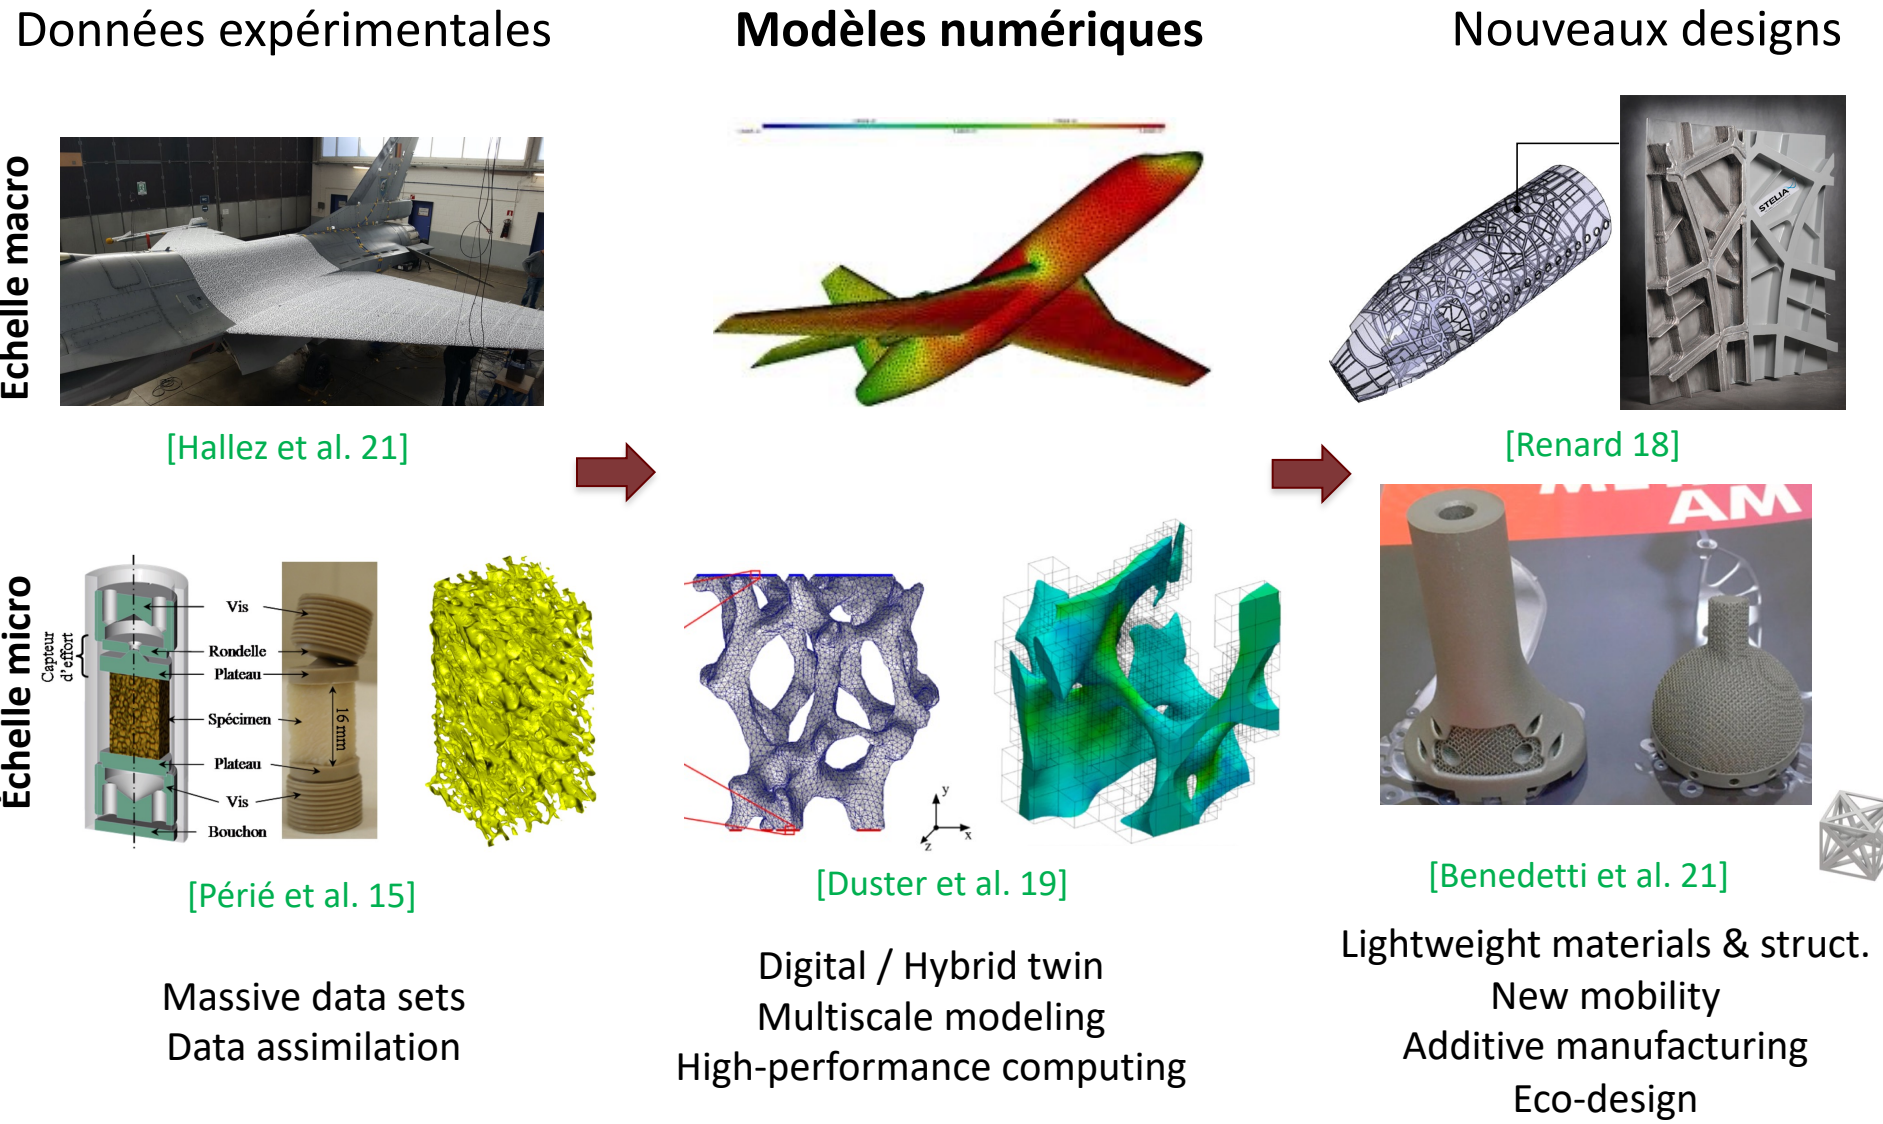 Données expérimentales
Modèles numériques
Nouveaux designs
Echelle macro
STELIA
[Hallez et al. 21]
[Renard 18]
AM
Échelle micro
Capteur
d'effort
Vis
Rondelle
Plateau
Spécimen
Plateau
Vis
Bouchon
16 mm
y
x
z
[Périé et al. 15]
[Duster et al. 19]
[Benedetti et al. 21]
Massive data sets
Data assimilation
Digital / Hybrid twin
Multiscale modeling
High-performance computing
Lightweight materials & struct.
New mobility
Additive manufacturing
Eco-design